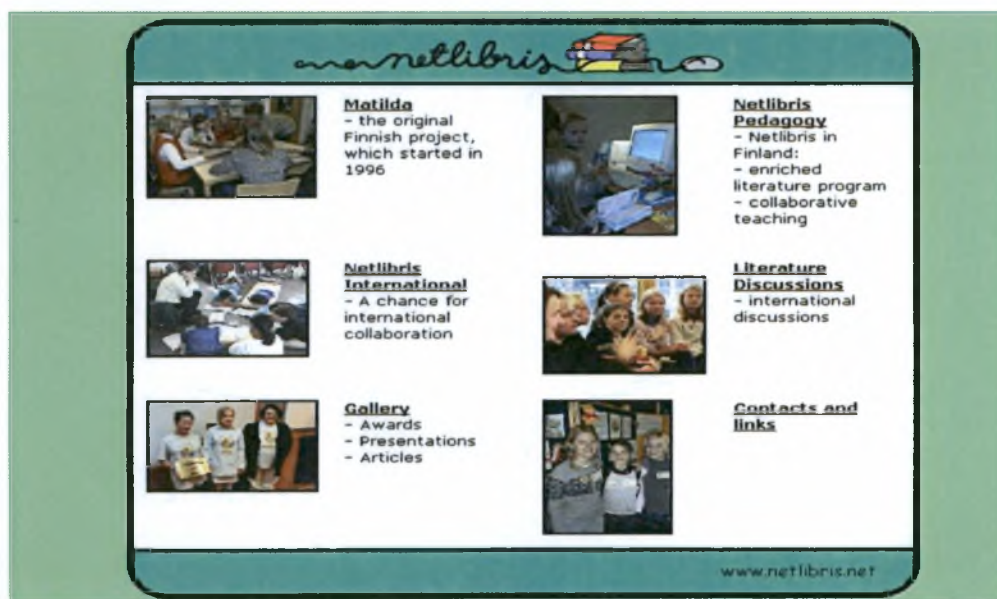 netlibris
Matilda
- the original
Finnish project,
which started in
1996
Netlibris
Pedagogy
- Netlibris in
Finland:
- enriched
literature program
- collaborative
teaching
Netlibris
International
- A chance for
international
collaboration
Literature
Discussions
- international
discussions
Gallery
- Awards
- Presentations
- Articles
Contacts and
links
www.netlibris.net